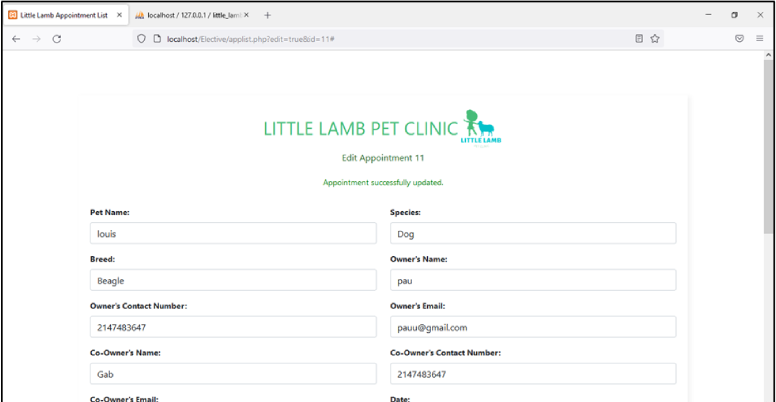 Little Lamb Appointment List
localhost / 127.0.0.1 / little_lam
localhost/Elective/applist.php?edit=true&id=11#
LITTLE LAMB PET CLINIC
LITTLE LAMB
Edit Appointment 11
Appointment successfully updated.
Pet Name: Species:
louis Dog
Breed: Owner's Name:
Beagle pau
Owner's Contact Number: Owner's Email:
2147483647 pauu@gmail.com
Co-Owner's Name: Co-Owner's Contact Number:
Gab 2147483647
Co-Owner's Email: Date: